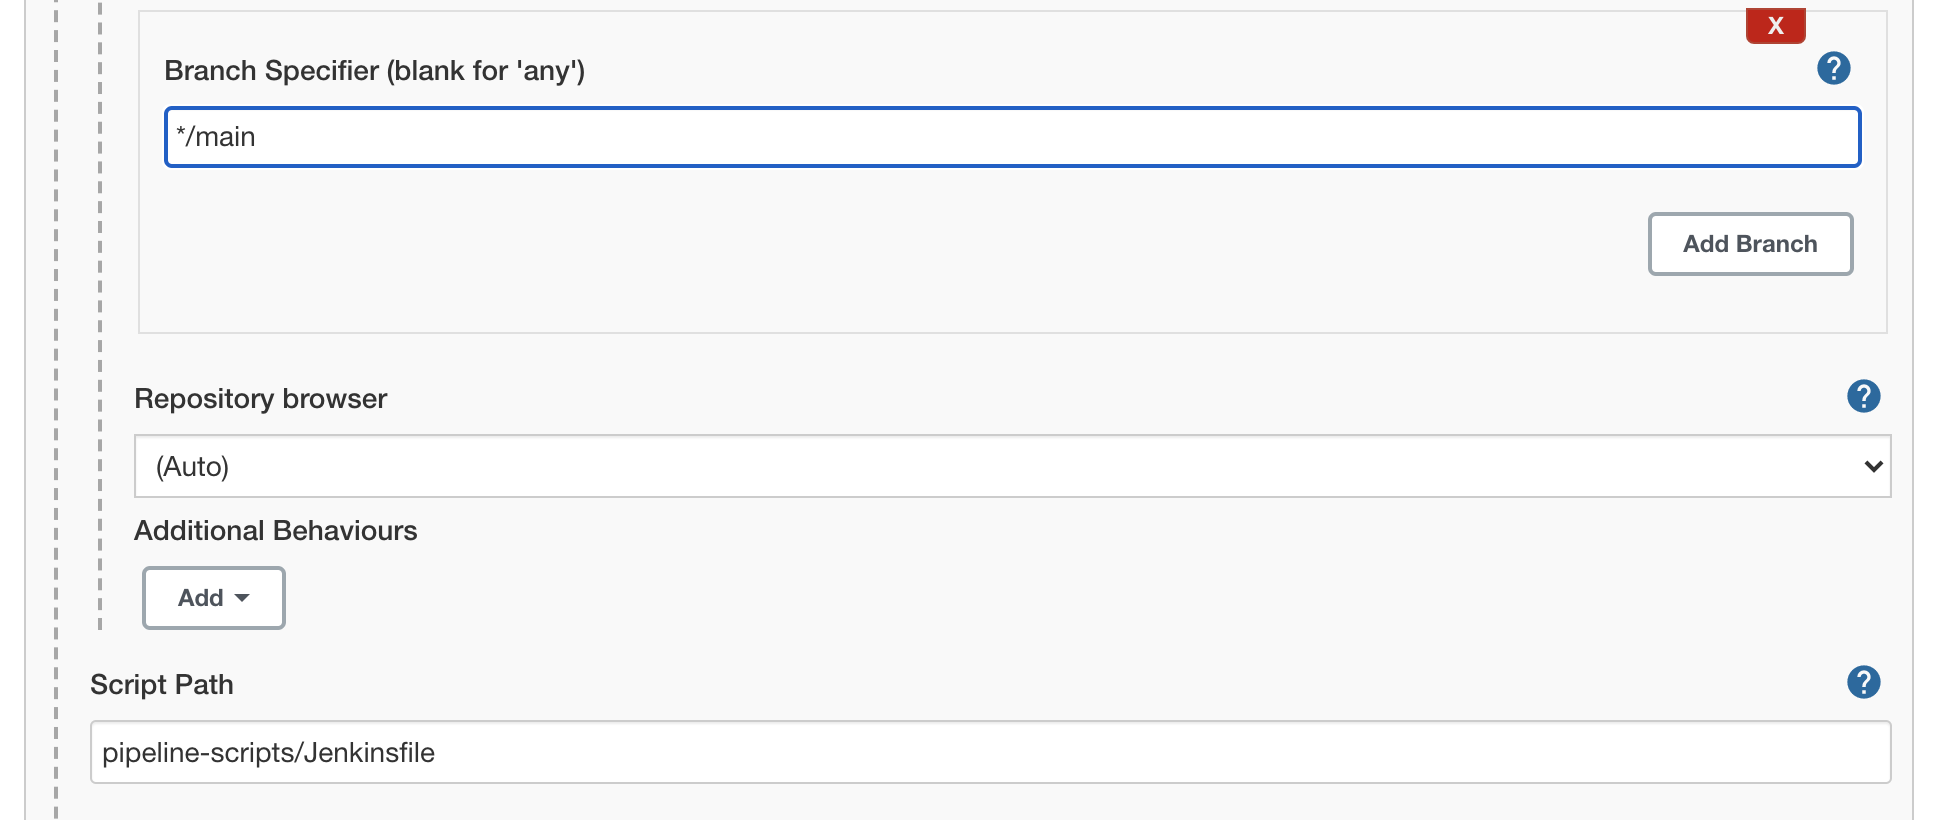 X
Branch Specifier (blank for 'any')
?
*/main
Add Branch
Repository browser
?
(Auto)
Additional Behaviours
Add
Script Path
?
pipeline-scripts/Jenkinsfile